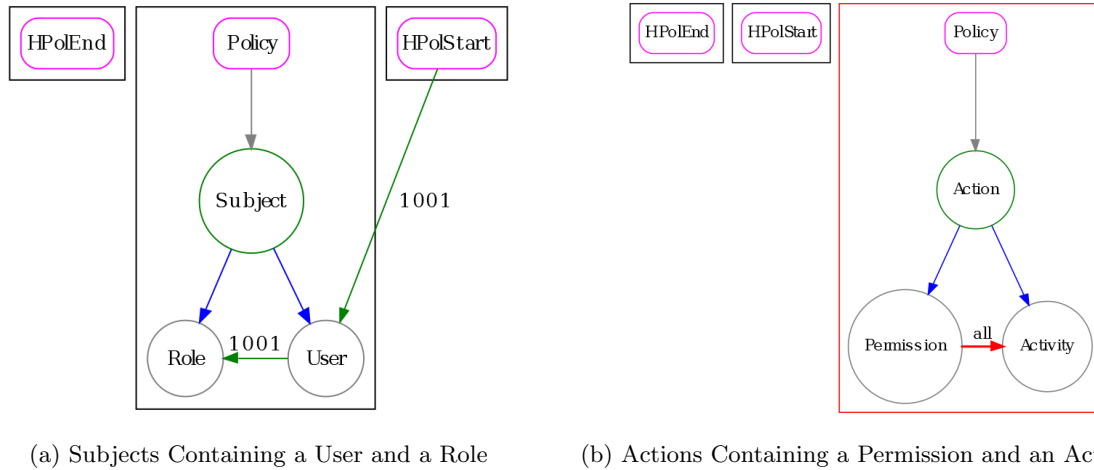 HPolEnd
Policy
HPolStart
Subject
1001
1001
Role
User
(a) Subjects Containing a User and a Role
HPolEnd
HPolStart
Policy
Action
all
Permission
Activity
(b) Actions Containing a Permission and an Ac